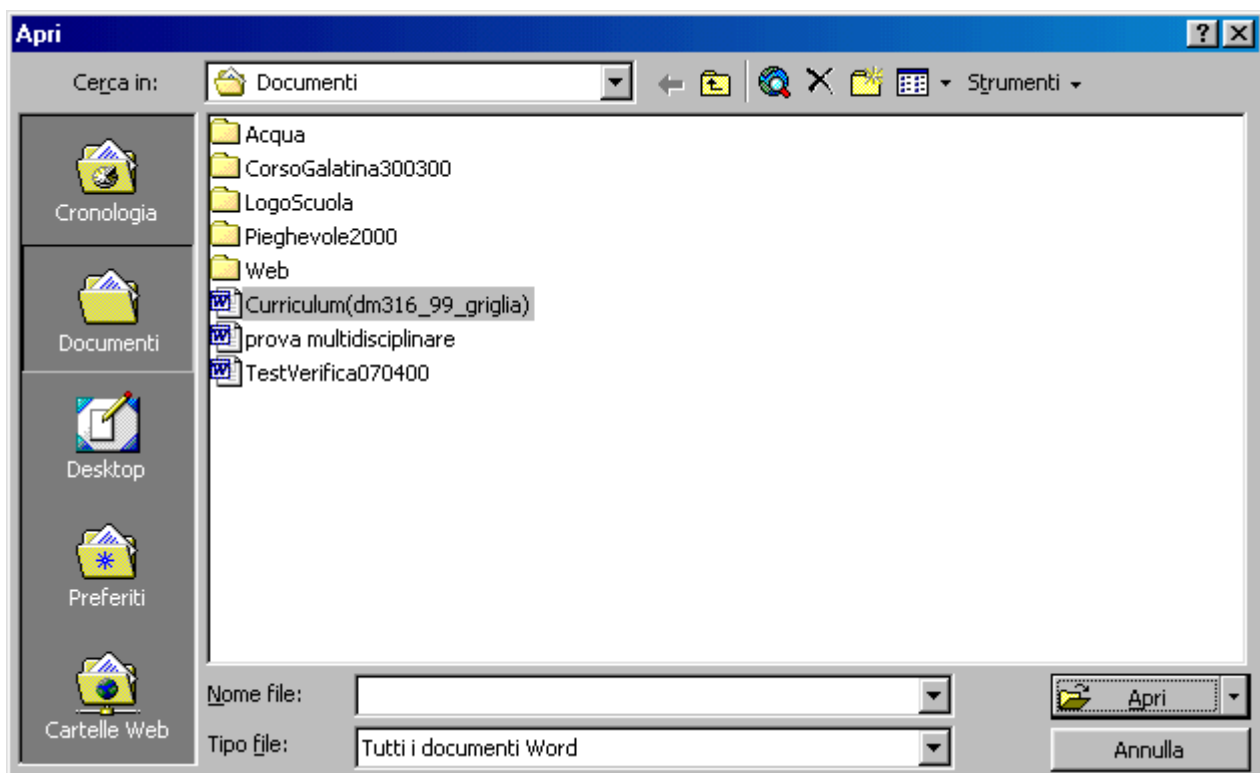 Apri
Cerca in: Documenti Strumenti
Cronologia
Documenti
Desktop
Preferiti
Cartelle Web
Acqua
CorsoGalatina300300
LogoScuola
Pieghevole2000
Web
Curriculum(dm316_99_griglia)
prova multidisciplinare
TestVerifica070400
Nome file: Apri
Tipo file: Tutti i documenti Word Annulla